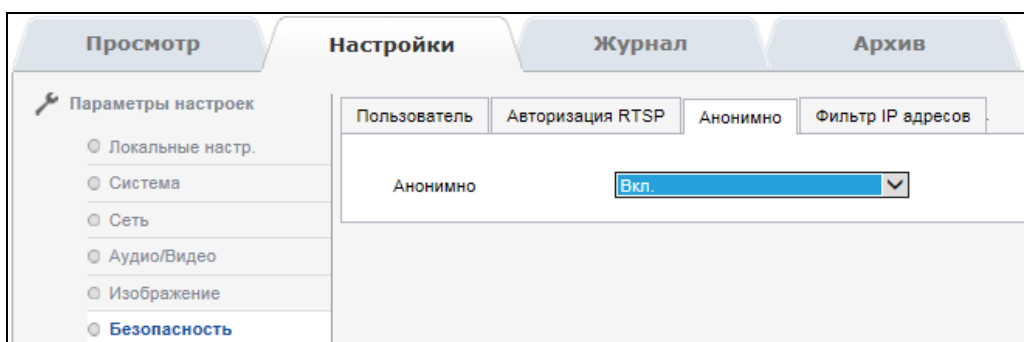 Просмотр Настройки Журнал Архив
Параметры настроек
Пользователь Авторизация RTSP Анонимно Фильтр IP адресов
Локальные настр.
Система
Анонимно Вкл.
Сеть
Аудио/Видео
Изображение
Безопасность